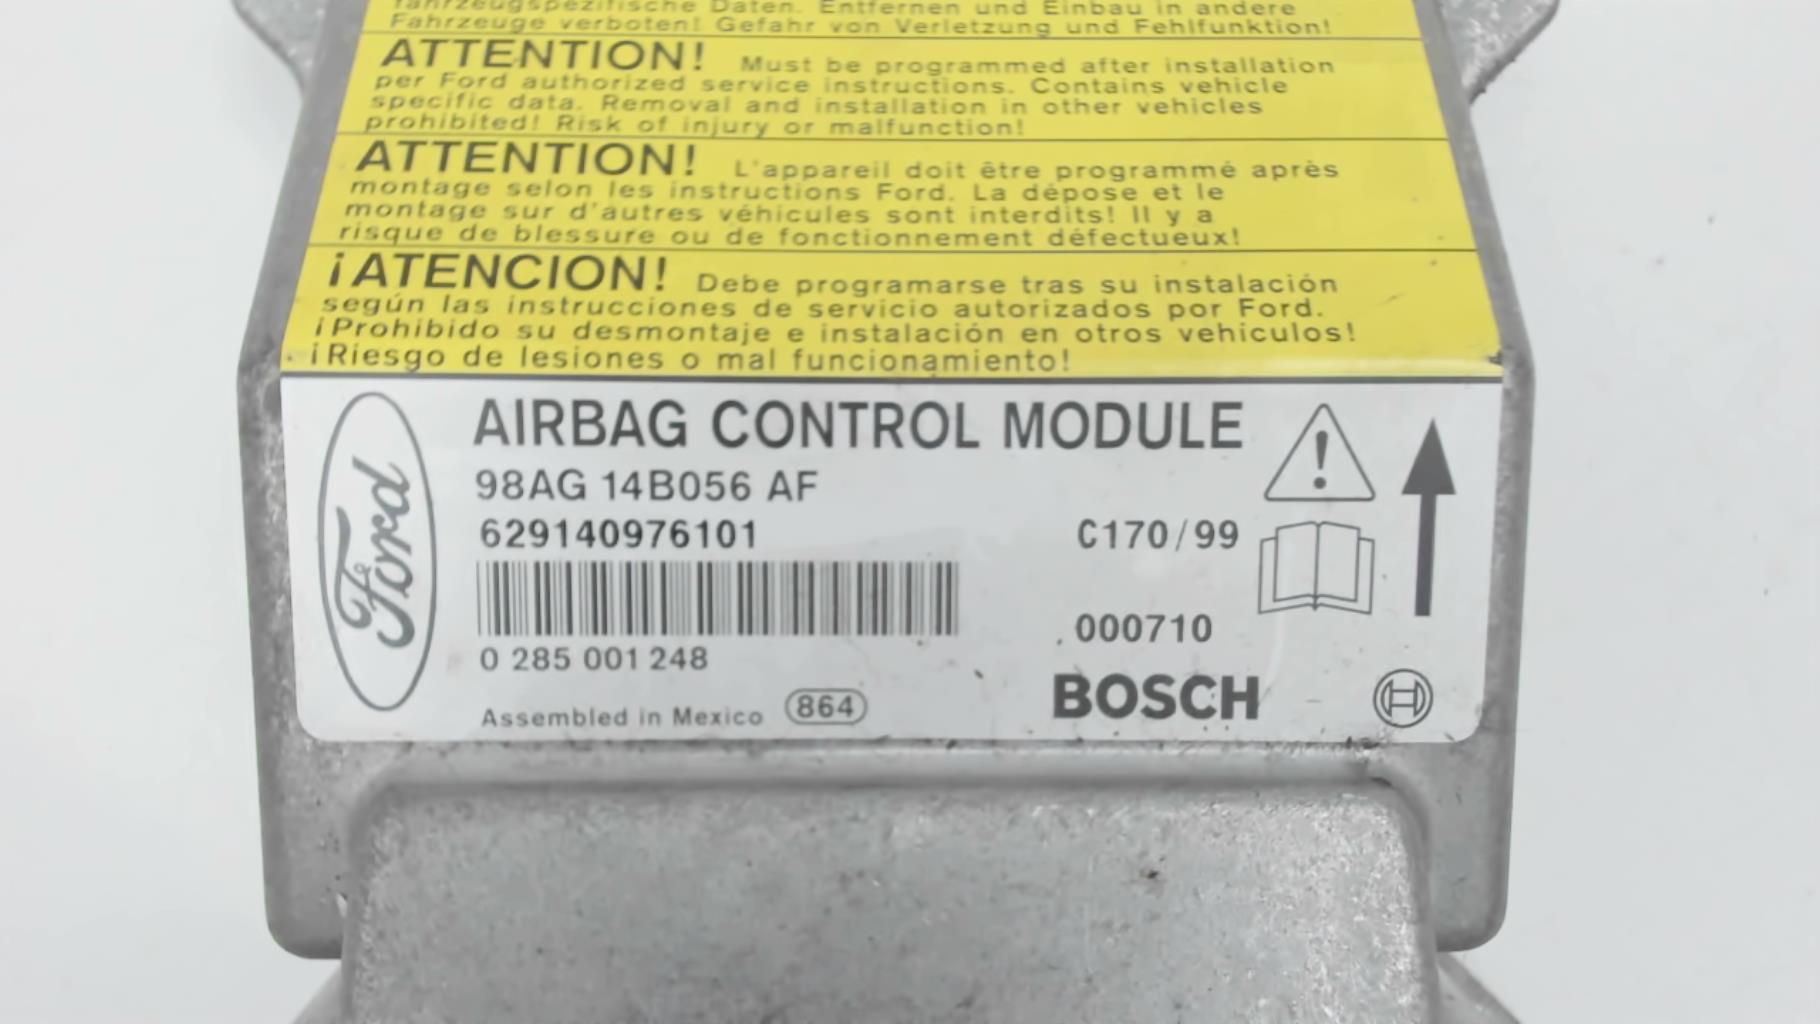 fahrzeugspezifische Daten. Entfernen und Einbau in andere
Fahrzeuge verboten! Gefahr von Verletzung und Fehlfunktion!
ATTENTION! Must be programmed after installation
per Ford authorized service instructions. Contains vehicle
specific data. Removal and installation in other vehicles
prohibited! Risk of injury or malfunction!
ATTENTION! L'appareil doit être programmé après
montage selon les instructions Ford. La dépose et le
montage sur d'autres véhicules sont interdits! Il y a
risque de blessure ou de fonctionnement défectueux!
¡ATENCION! Debe programarse tras su instalación
según las instrucciones de servicio autorizados por Ford.
¡Prohibido su desmontaje e instalación en otros vehículos!
¡Riesgo de lesiones o mal funcionamiento!
Ford
AIRBAG CONTROL MODULE
98AG 14B056 AF
629140976101
C170/99
000710
0 285 001 248
Assembled in Mexico 864
BOSCH